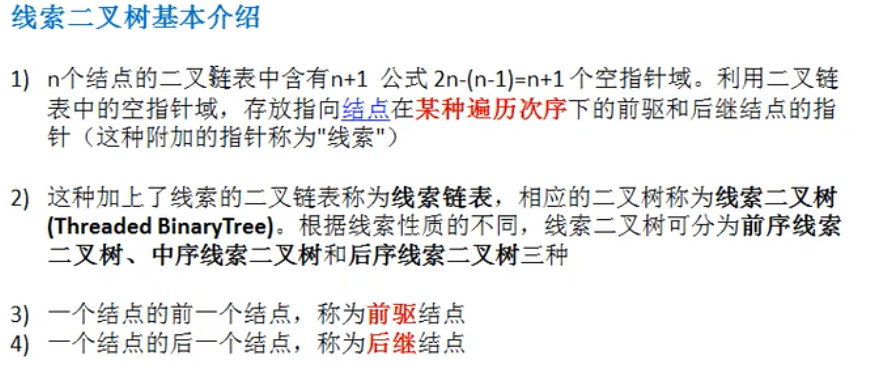 线索二叉树基本介绍
1) n个结点的二叉链表中含有n+1 公式 2n-(n-1)=n+1 个空指针域。利用二叉链
表中的空指针域，存放指向结点在某种遍历次序下的前驱和后继结点的指
针（这种附加的指针称为"线索"）
2) 这种加上了线索的二叉链表称为线索链表，相应的二叉树称为线索二叉树
(Threaded BinaryTree)。根据线索性质的不同，线索二叉树可分为前序线索
二叉树、中序线索二叉树和后序线索二叉树三种
3) 一个结点的前一个结点，称为前驱结点
4) 一个结点的后一个结点，称为后继结点